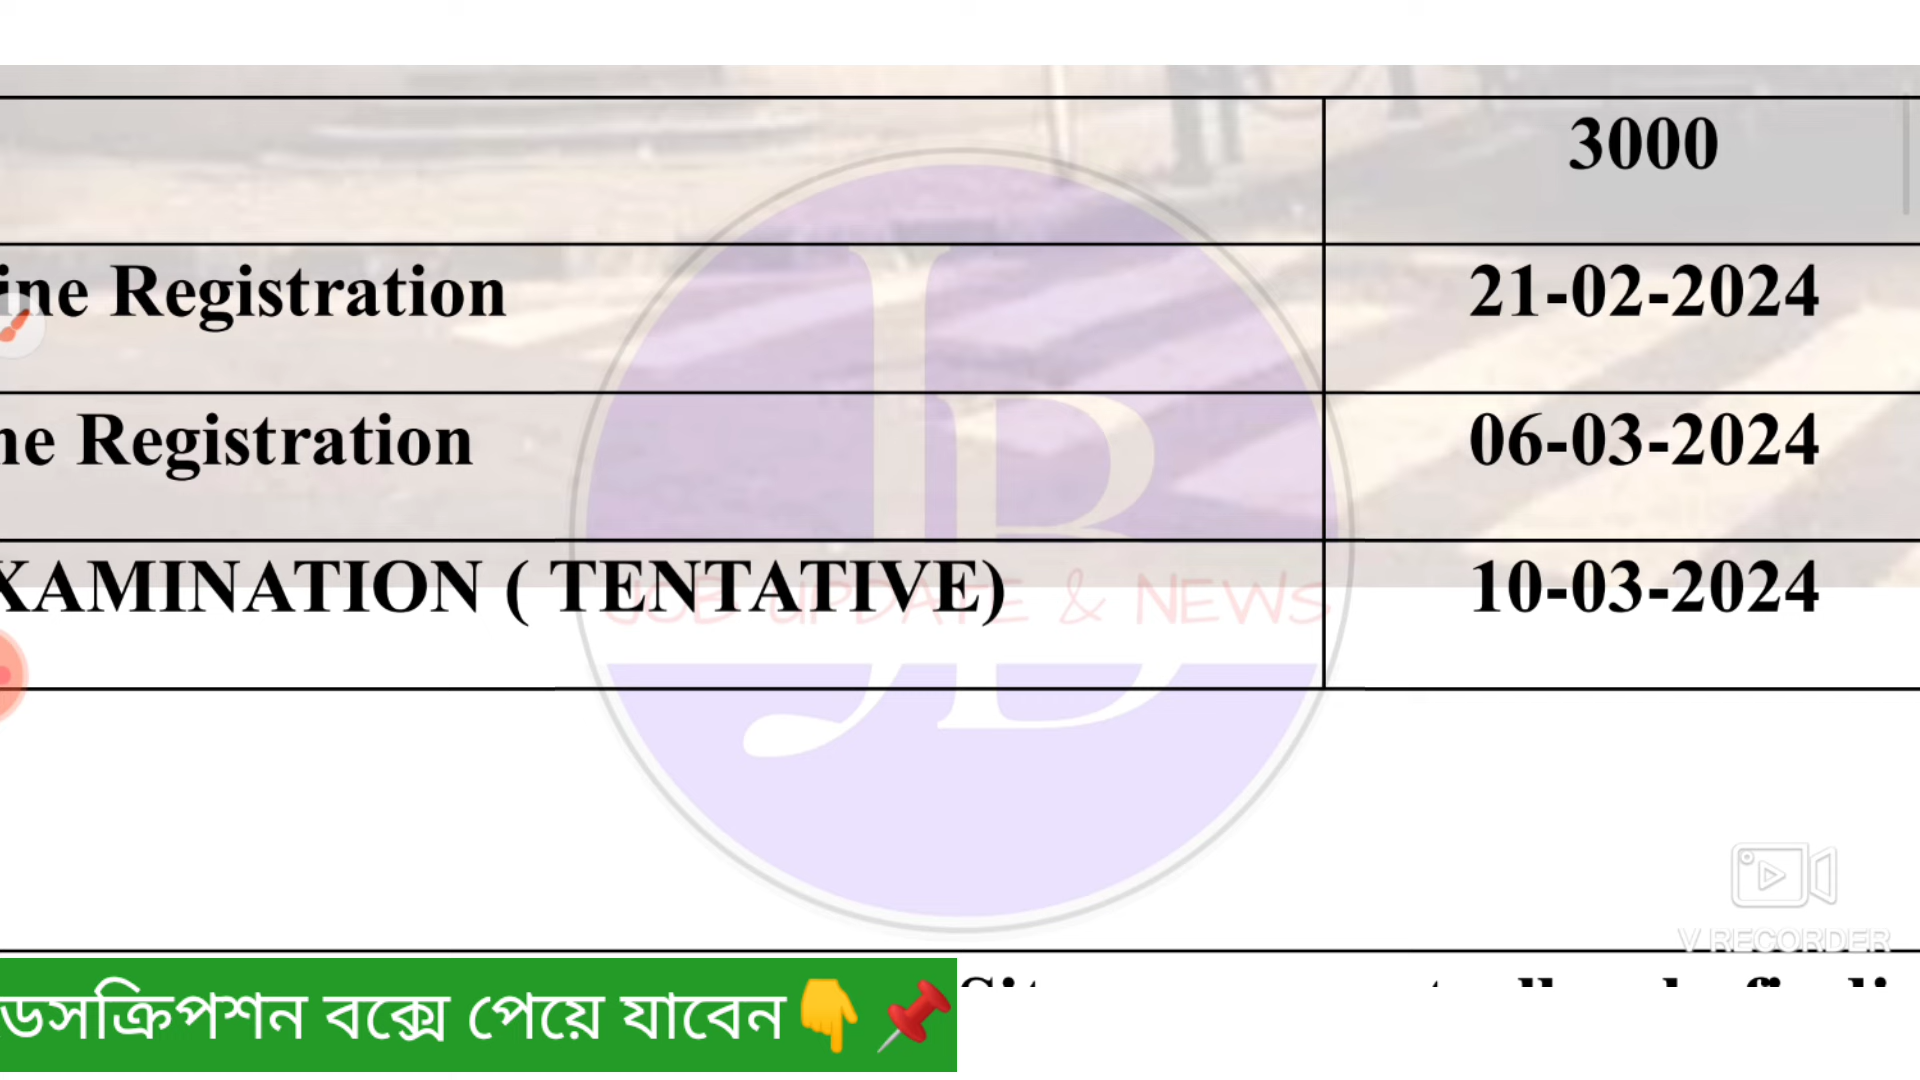 3000
ine Registration 21-02-2024
ne Registration 06-03-2024
XAMINATION ( TENTATIVE) 10-03-2024
JOB UPDATE & NEWS
JB
V RECORDER
ডসক্রিপশন বক্সে পেয়ে যাবেন👇📌